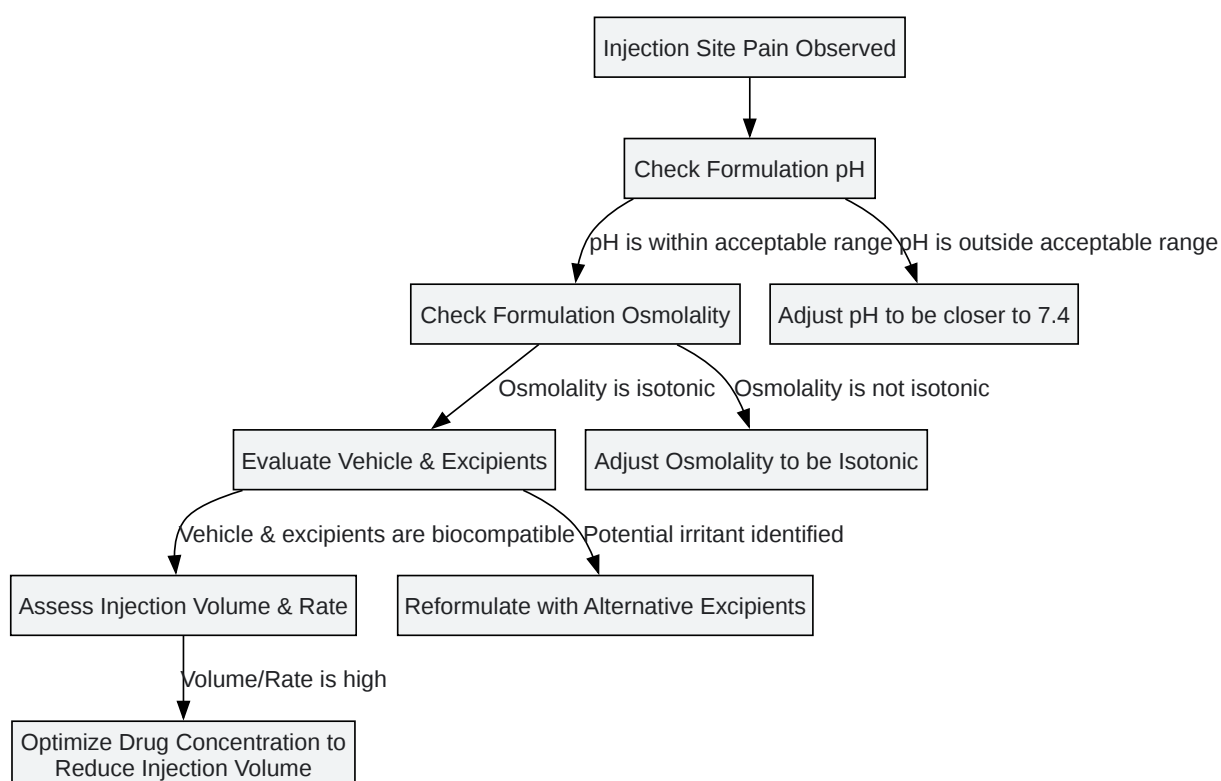 Injection Site Pain Observed
Check Formulation pH
pH is within acceptable range
pH is outside acceptable range
Check Formulation Osmolality
Adjust pH to be closer to 7.4
Osmolality is isotonic
Osmolality is not isotonic
Evaluate Vehicle & Excipients
Adjust Osmolality to be Isotonic
Vehicle & excipients are biocompatible
Potential irritant identified
Assess Injection Volume & Rate
Reformulate with Alternative Excipients
Volume/Rate is high
Optimize Drug Concentration to
Reduce Injection Volume